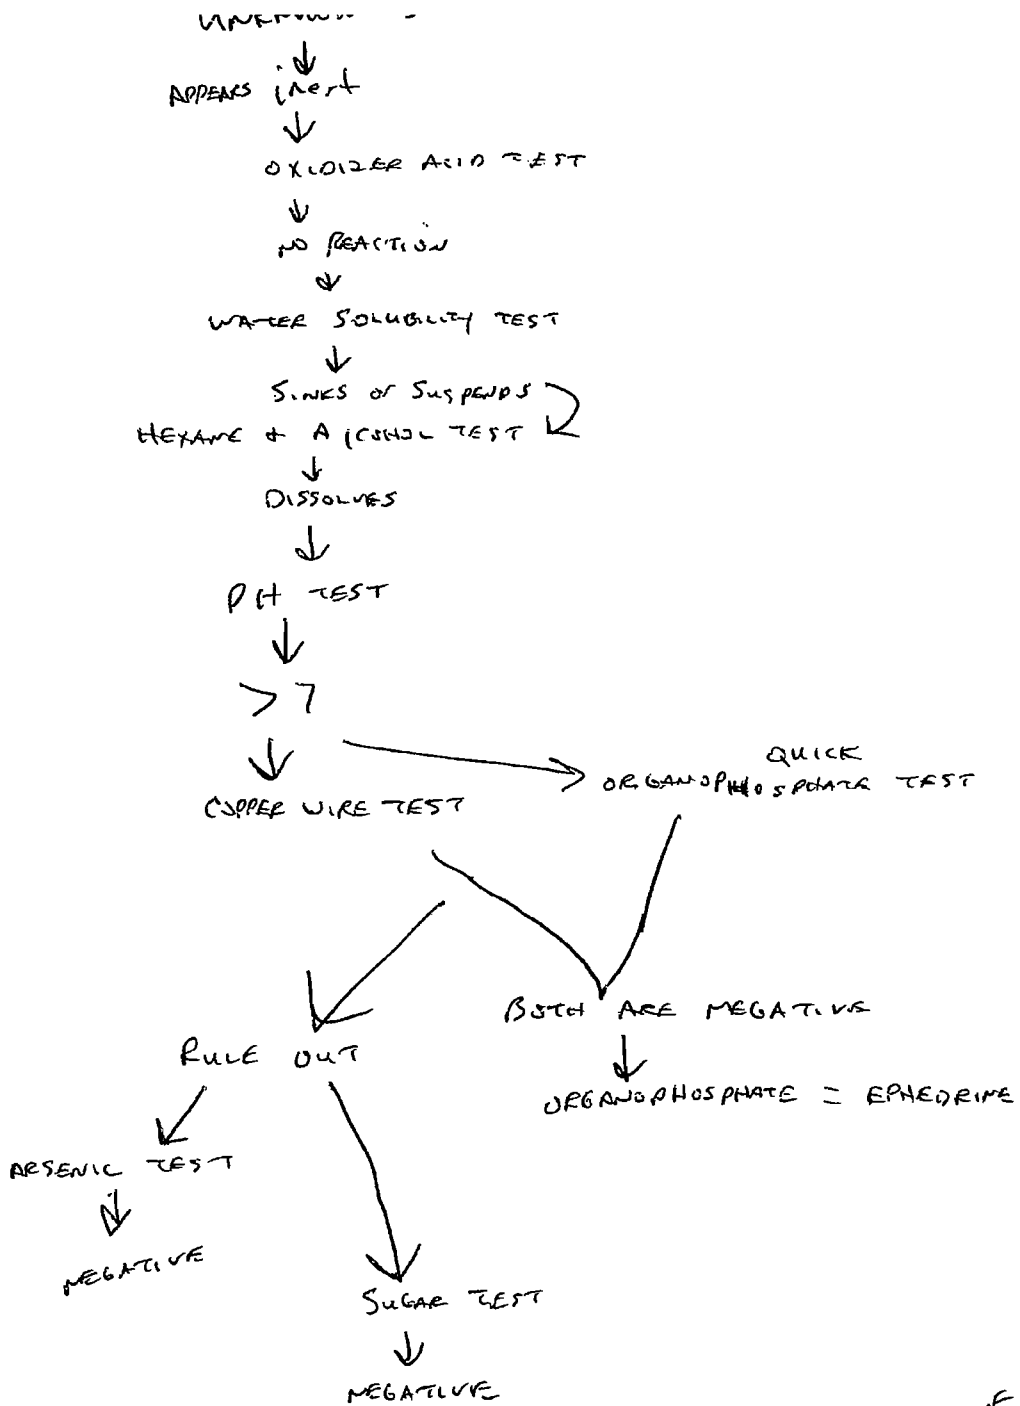 APPEARS inert
OXIDIZER ACID TEST
NO REACTION
WATER SOLUBILITY TEST
SINKS or SUSPENDS
HEXANE + AlCOHOL TEST
DISSOLVES
PH TEST
> 7
COPPER WIRE TEST
QUICK
ORGANOPHOSPHATE TEST
RULE OUT
BOTH ARE NEGATIVE
ORGANOPHOSPHATE = EPHEDRINE
ARSENIC TEST
NEGATIVE
SUGAR TEST
NEGATIVE